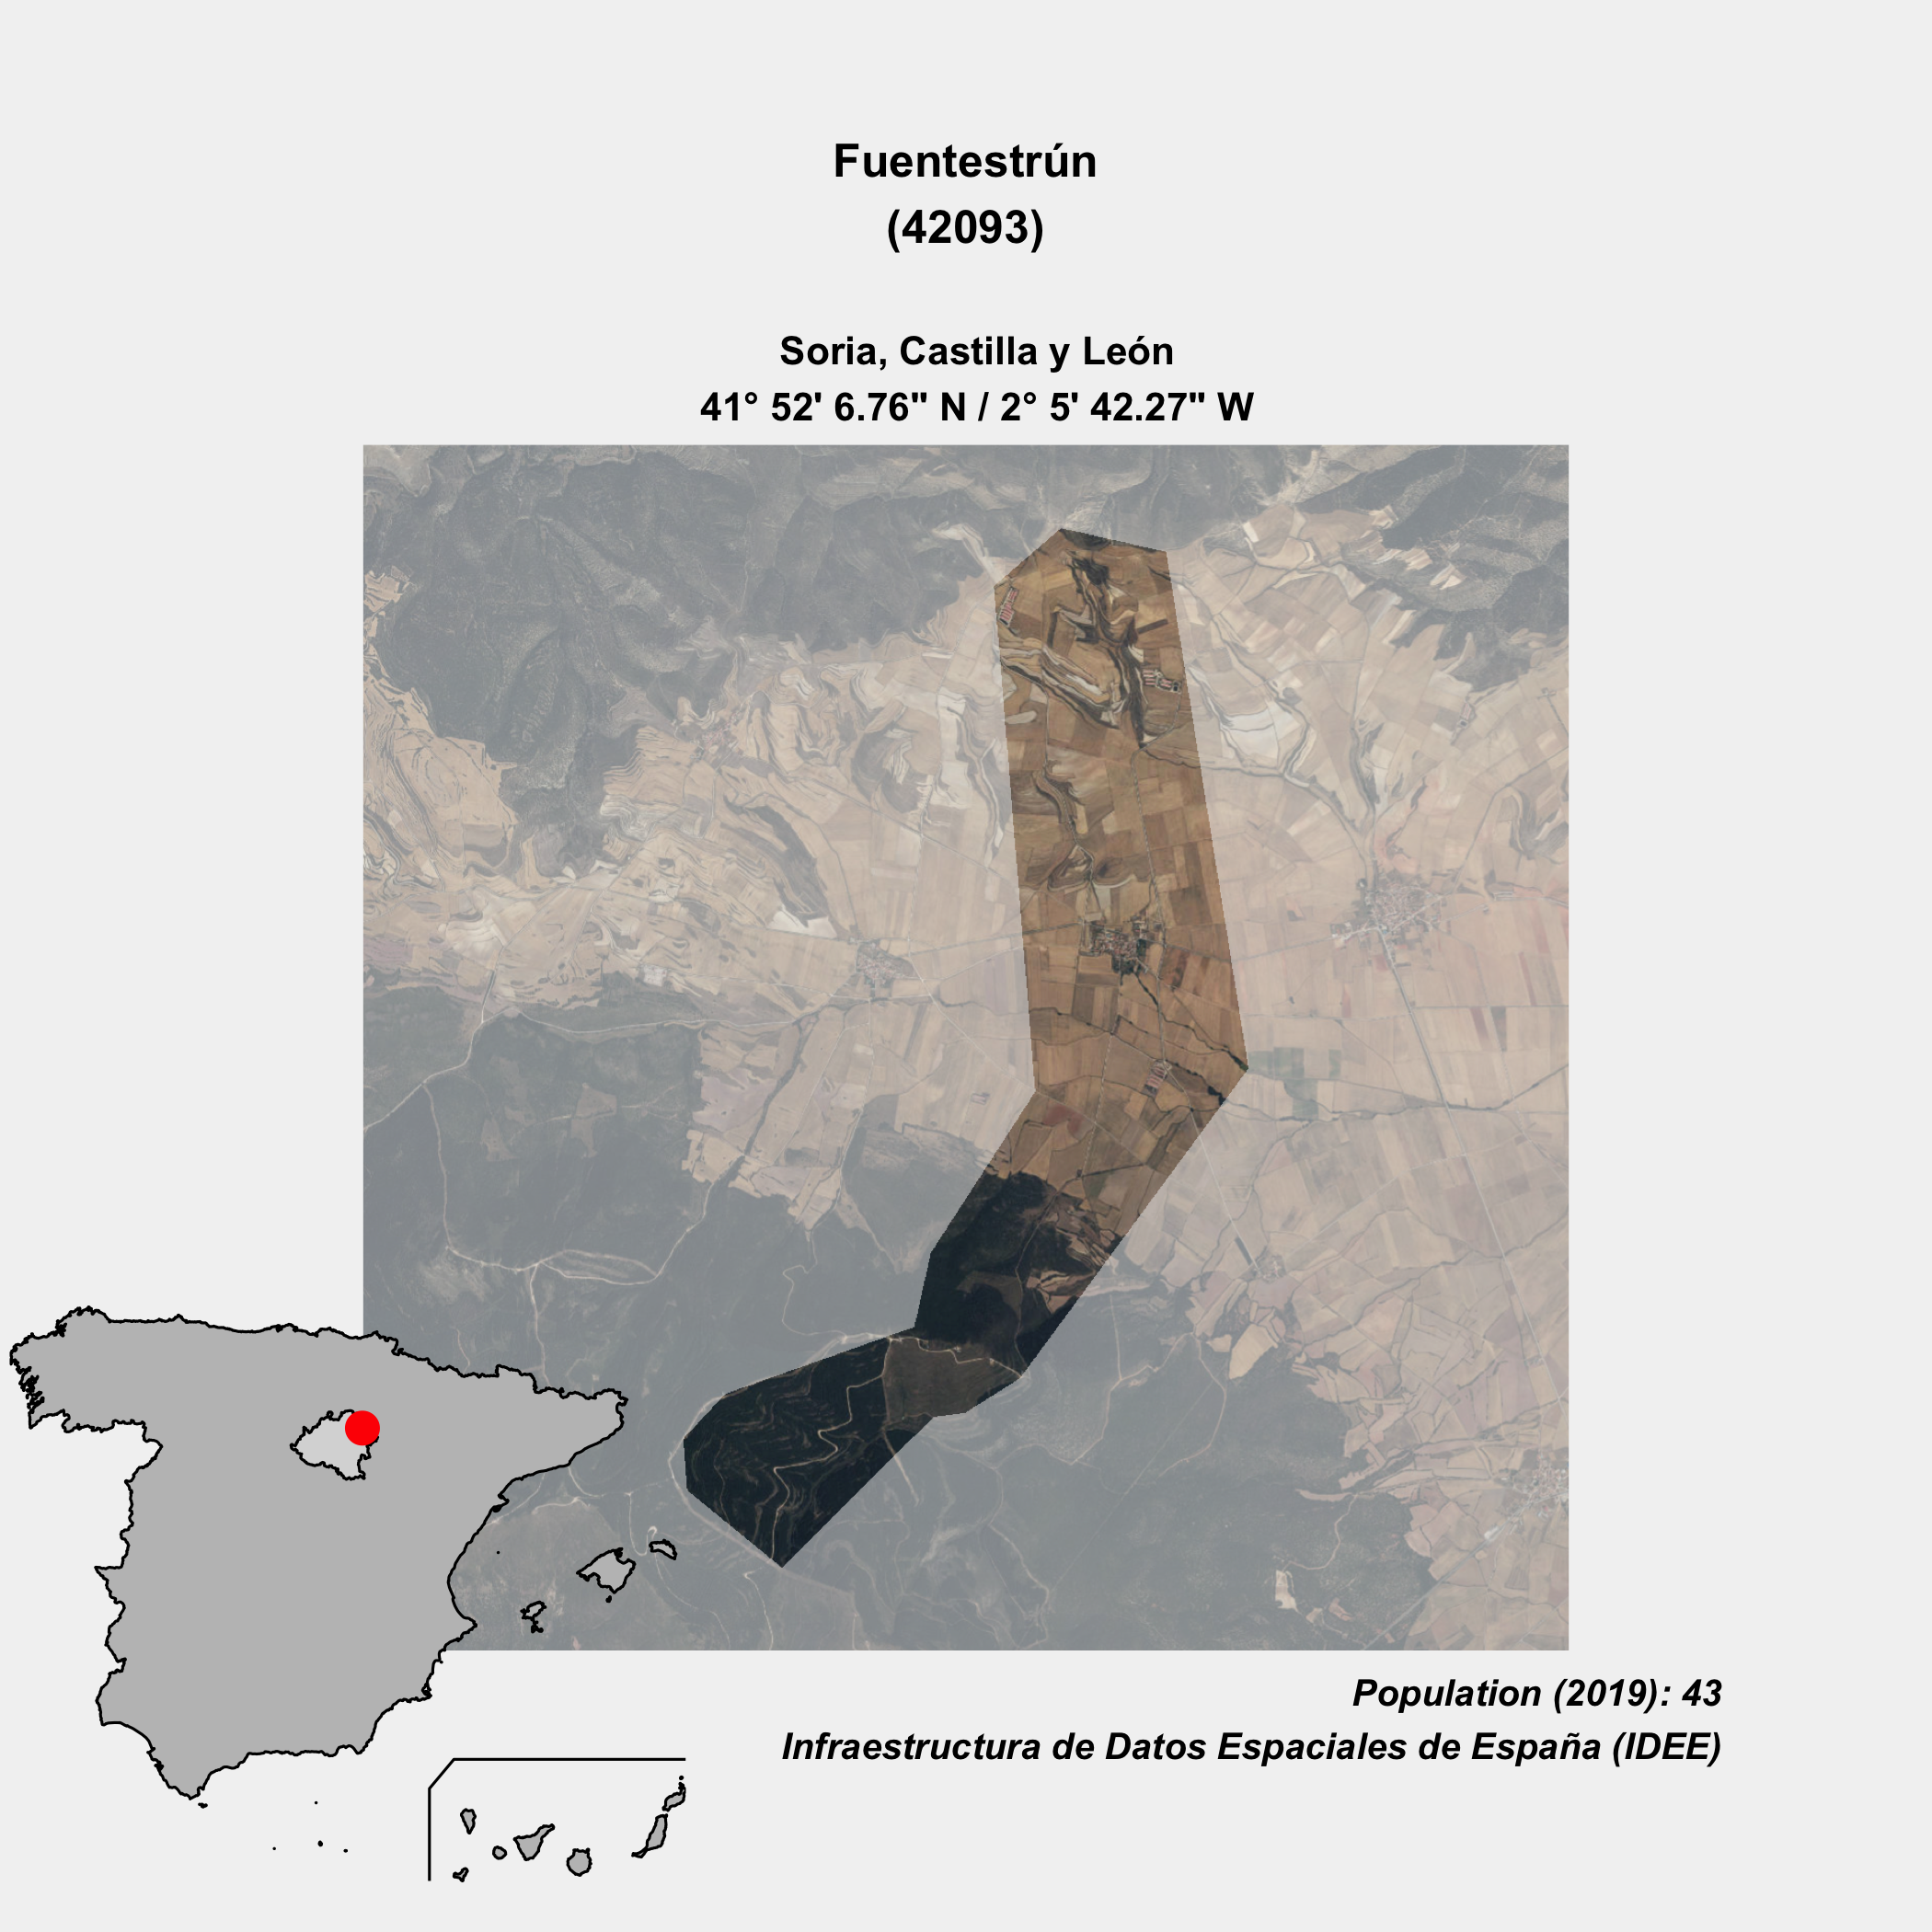 Fuentestrún
(42093)
Soria, Castilla y León
41° 52' 6.76" N / 2° 5' 42.27" W
Population (2019): 43
Infraestructura de Datos Espaciales de España (IDEE)